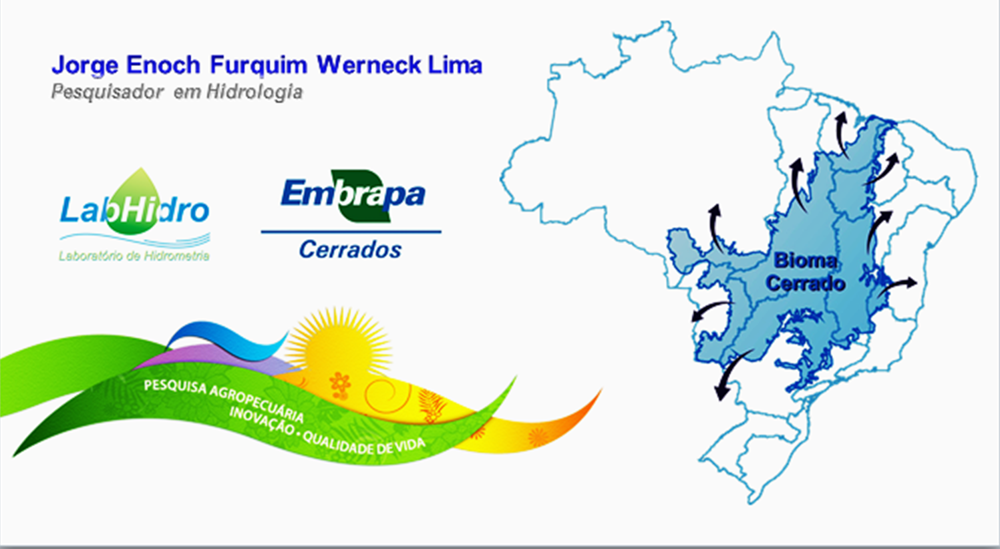 Jorge Enoch Furquim Werneck Lima
Pesquisador em Hidrologia
LabHidro
Laboratório de Hidrometria
Embrapa
Cerrados
PESQUISA AGROPECUÁRIA
INOVAÇÃO • QUALIDADE DE VIDA
Bioma
Cerrado